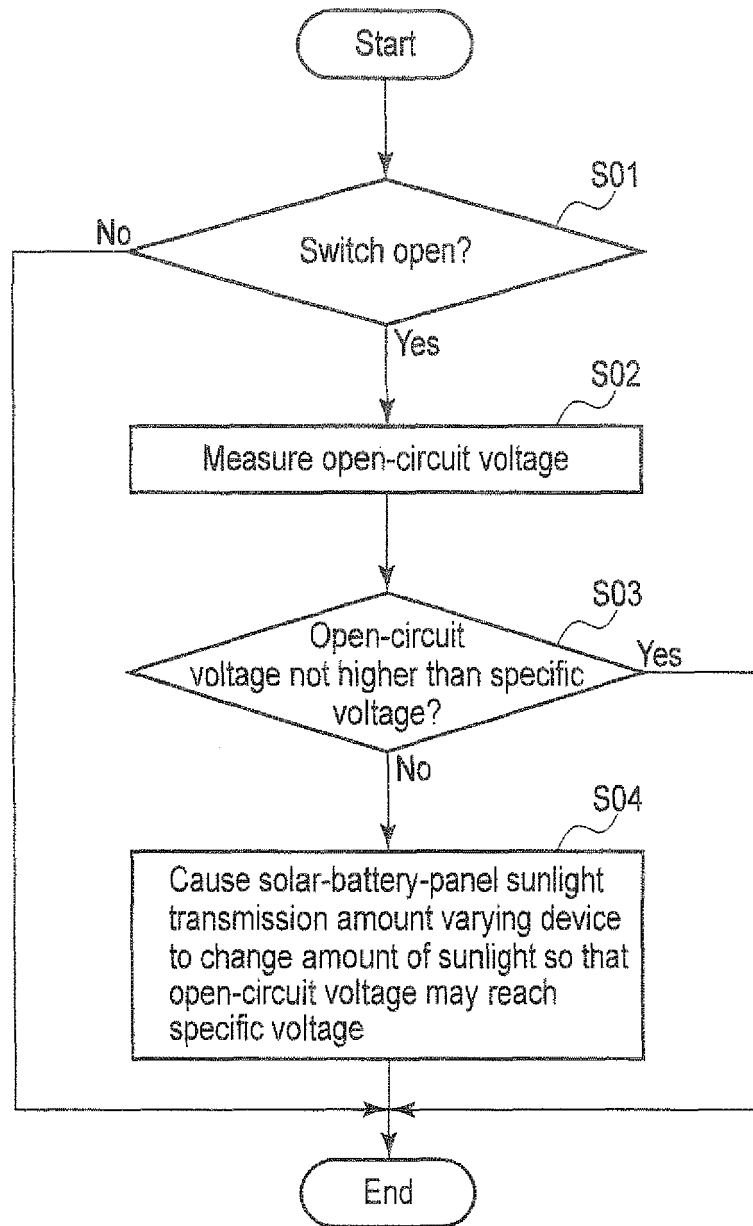 Start
S01
No
Switch open?
Yes
S02
Measure open-circuit voltage
S03
Open-circuit
voltage not higher than specific
voltage?
Yes
No
S04
Cause solar-battery-panel sunlight
transmission amount varying device
to change amount of sunlight so that
open-circuit voltage may reach
specific voltage
End